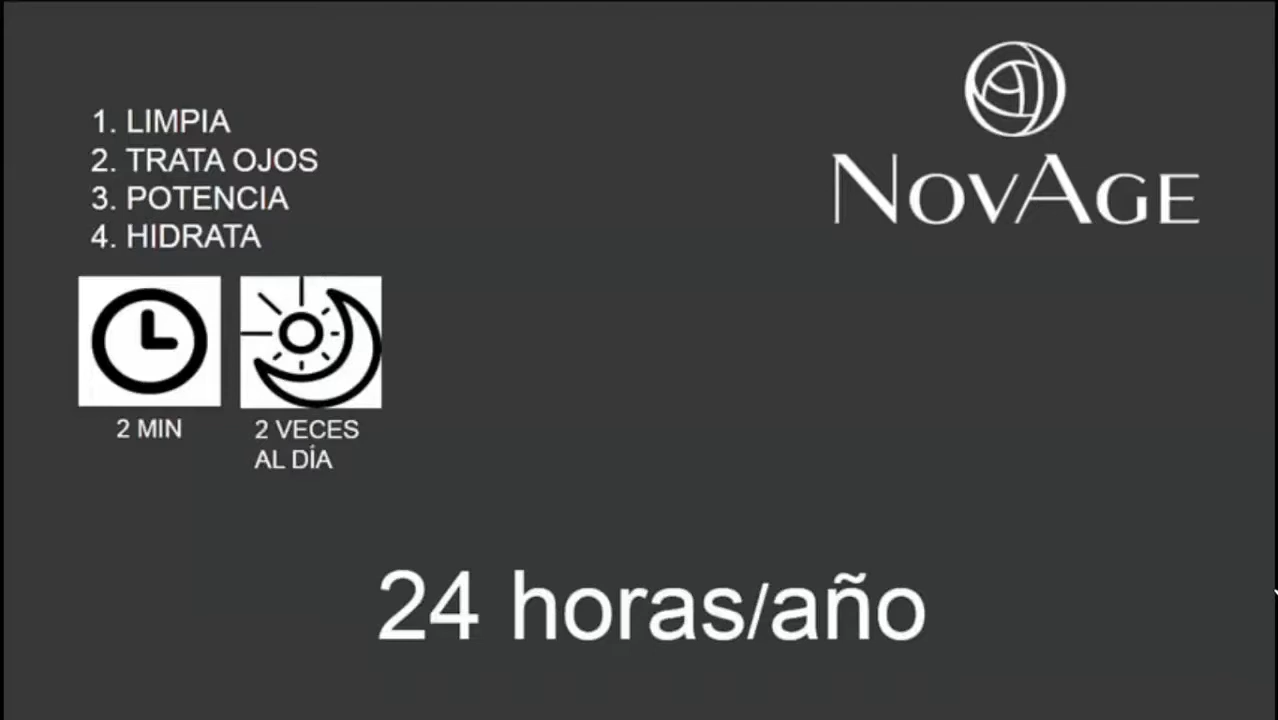 1. LIMPIA
2. TRATA OJOS
3. POTENCIA
4. HIDRATA
NOVAGE
2 MIN
2 VECES
AL DÍA
24 horas/año